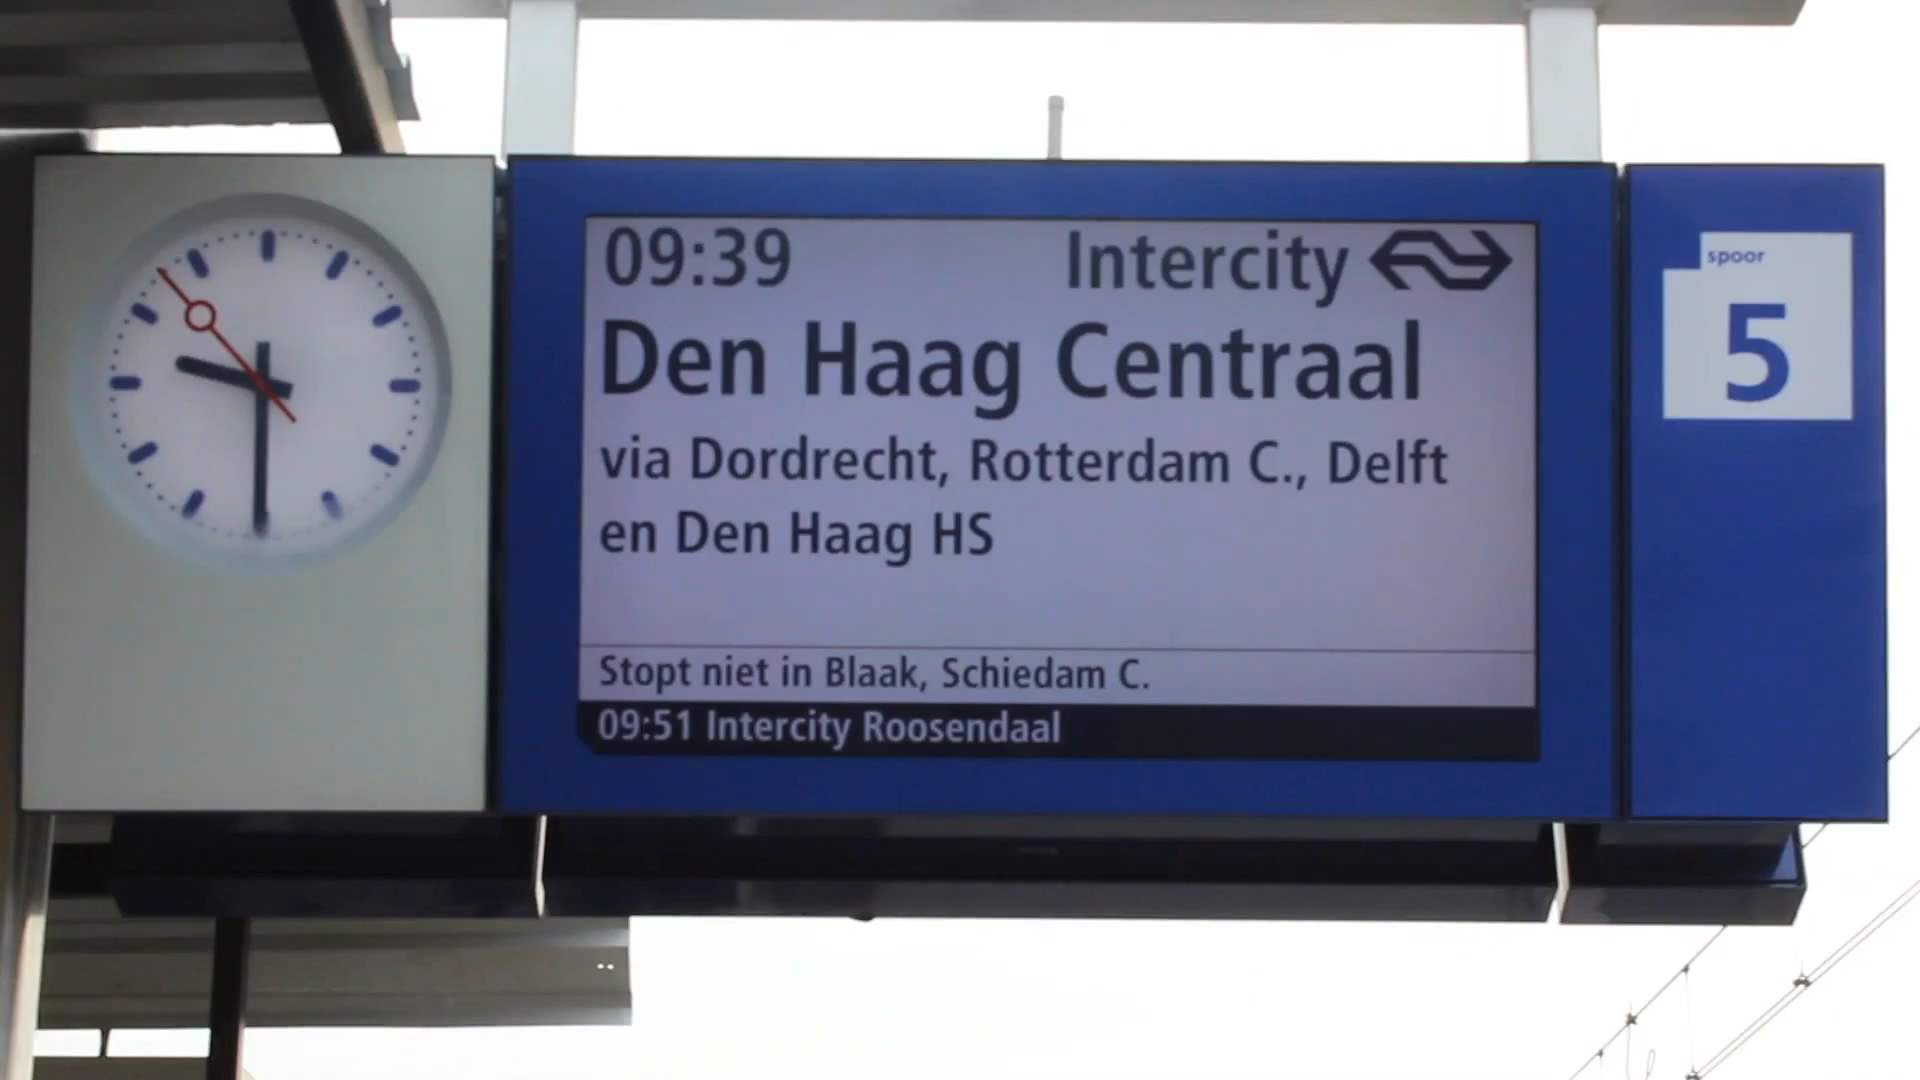 09:39 Intercity
Den Haag Centraal
via Dordrecht, Rotterdam C., Delft
en Den Haag HS
Stopt niet in Blaak, Schiedam C.
09:51 Intercity Roosendaal
spoor
5